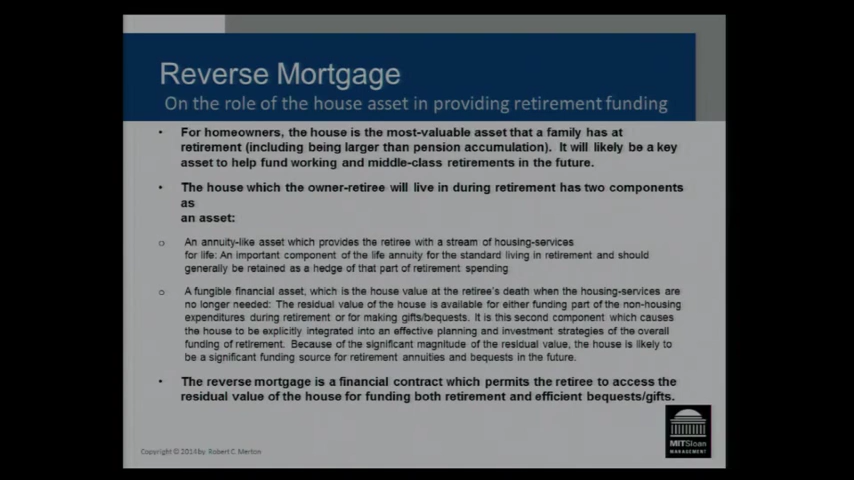 Reverse Mortgage
On the role of the house asset in providing retirement funding
• For homeowners, the house is the most-valuable asset that a family has at
retirement (including being larger than pension accumulation). It will likely be a key
asset to help fund working and middle-class retirements in the future.
• The house which the owner-retiree will live in during retirement has two components
as
an asset:
o An annuity-like asset which provides the retiree with a stream of housing-services
for life: An important component of the life annuity for the standard living in retirement and should
generally be retained as a hedge of that part of retirement spending
o A fungible financial asset, which is the house value at the retiree's death when the housing-services are
no longer needed: The residual value of the house is available for either funding part of the non-housing
expenditures during retirement or for making gifts/bequests. It is this second component which causes
the house to be explicitly integrated into an effective planning and investment strategies of the overall
funding of retirement. Because of the significant magnitude of the residual value, the house is likely to
be a significant funding source for retirement annuities and bequests in the future.
• The reverse mortgage is a financial contract which permits the retiree to access the
residual value of the house for funding both retirement and efficient bequests/gifts.
MITSloan
MANAGEMENT
Copyright © 2014 by Robert C. Merton